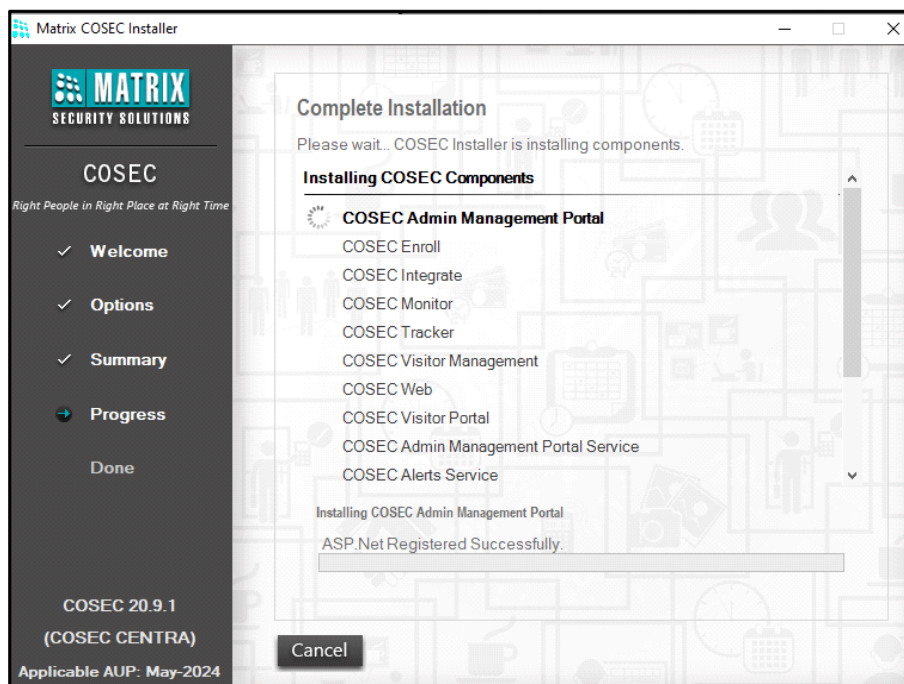 Matrix COSEC Installer
MATRIX
SECURITY SOLUTIONS
COSEC
Right People in Right Place at Right Time
Welcome
Options
Summary
Progress
Done
COSEC 20.9.1
(COSEC CENTRA)
Applicable AUP: May-2024
Complete Installation
Please wait... COSEC Installer is installing components.
Installing COSEC Components
COSEC Admin Management Portal
COSEC Enroll
COSEC Integrate
COSEC Monitor
COSEC Tracker
COSEC Visitor Management
COSEC Web
COSEC Visitor Portal
COSEC Admin Management Portal Service
COSEC Alerts Service
Installing COSEC Admin Management Portal
ASP.Net Registered Successfully.
Cancel